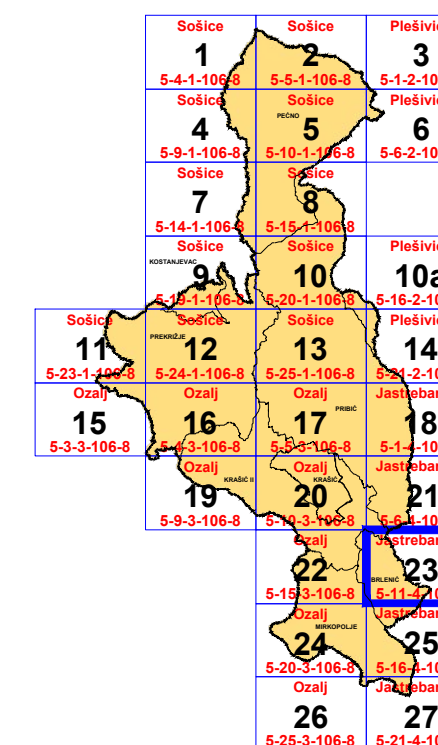 Sošice Sošice Plešivic
1 2 3
5-4-1-106-8 5-5-1-106-8 5-1-2-10
Sošice Sošice Plešivic
PEČNO
4 5 6
5-9-1-106-8 5-10-1-106-8 5-6-2-10
Sošice Sošice
7 8
5-14-1-106-8 5-15-1-106-8
Sošice Sošice Plešivic
KOSTANJEVAC
9 10 10a
5-19-1-106-8 5-20-1-106-8 5-16-2-10
Sošice Sošice Sošice Plešivic
PREKRIŽJE
11 12 13 14
5-23-1-106-8 5-24-1-106-8 5-25-1-106-8 5-21-2-10
Ozalj Ozalj Ozalj Jastrebar
PRIBIĆ
15 16 17 18
5-3-3-106-8 5-4-3-106-8 5-5-3-106-8 5-1-4-10
Ozalj Ozalj Jastrebar
KRAŠIĆ II KRAŠIĆ
19 20 21
5-9-3-106-8 5-10-3-106-8 5-6-4-10
Ozalj Jastrebar
22 23
BRLENIĆ
5-15-3-106-8 5-11-4-10
Ozalj Jastrebar
MIRKOPOLJE
24 25
5-20-3-106-8 5-16-4-10
Ozalj Jastrebar
26 27
5-25-3-106-8 5-21-4-10